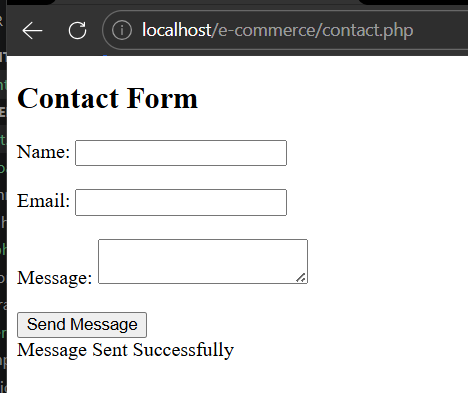 localhost/e-commerce/contact.php
Contact Form
Name:
Email:
Message:
Send Message
Message Sent Successfully